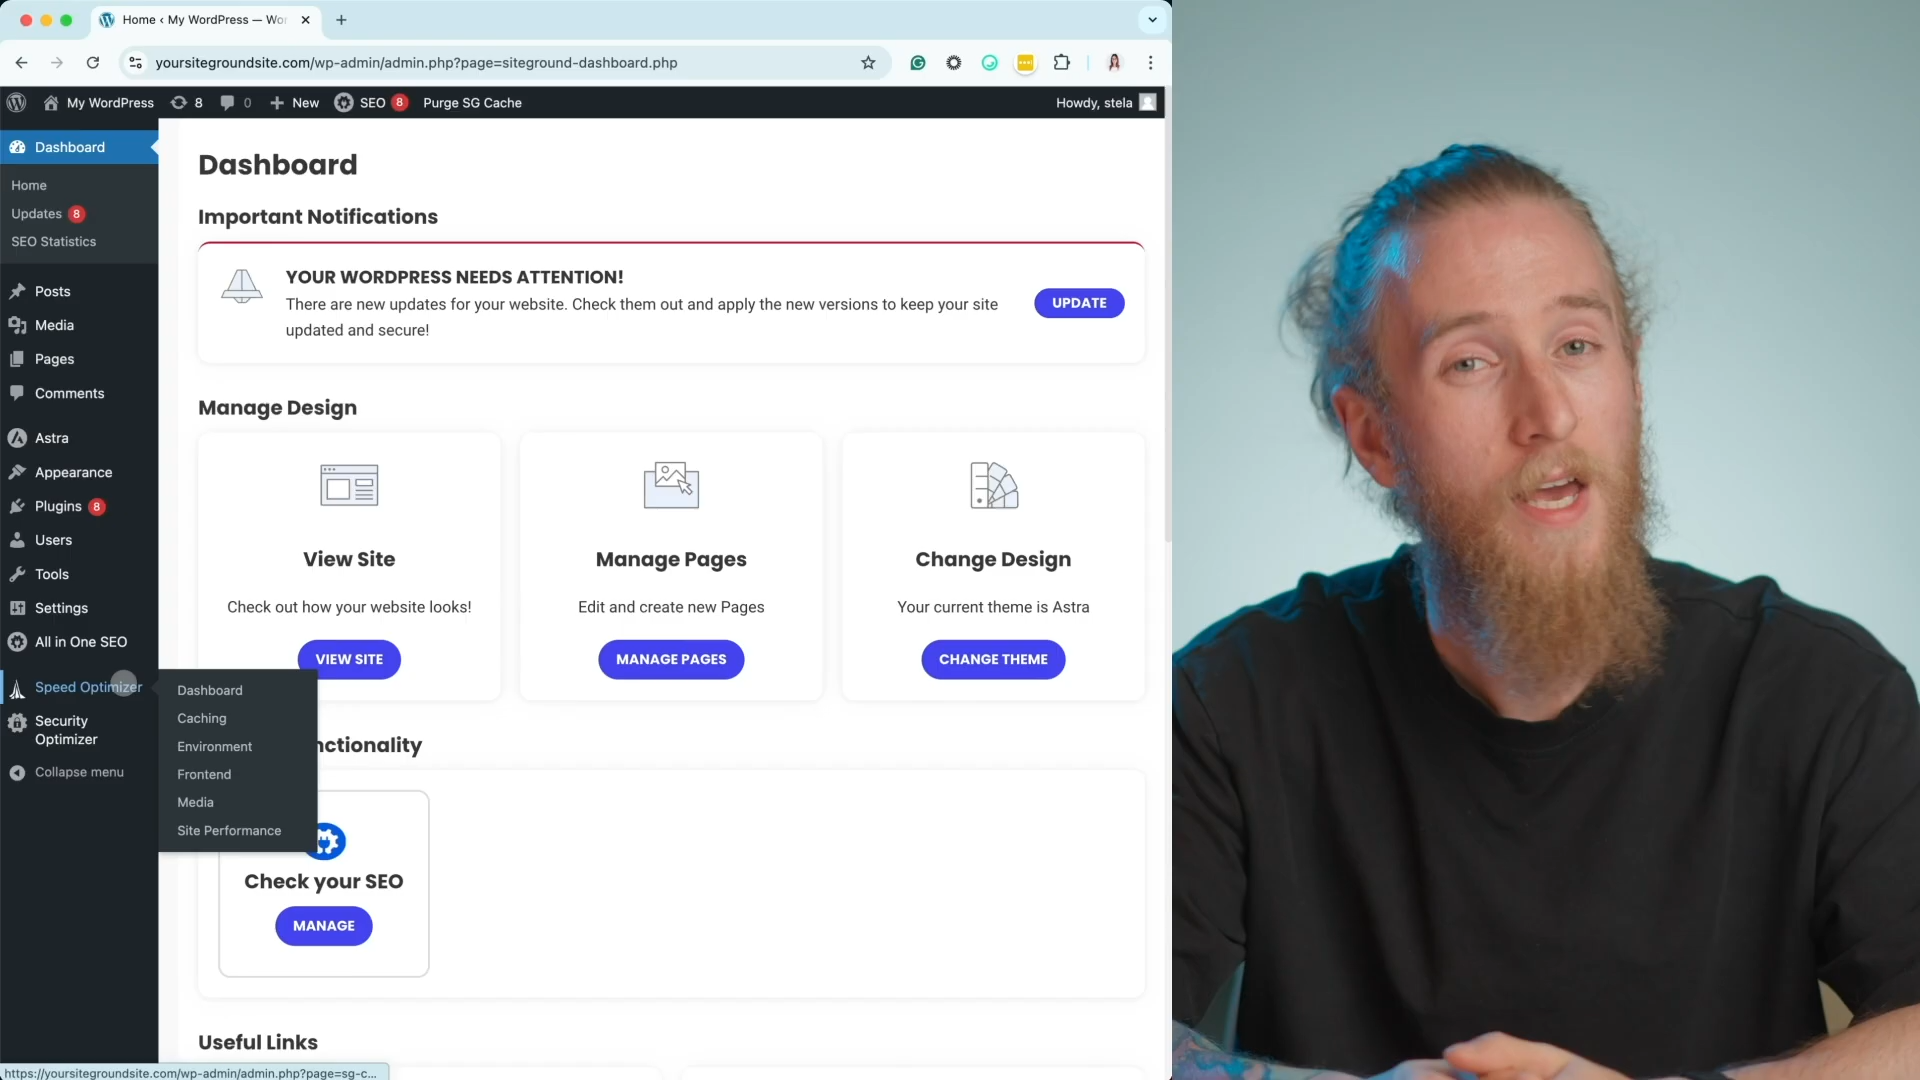 Home ‹ My WordPress — Wor
yoursitegroundsite.com/wp-admin/admin.php?page=siteground-dashboard.php
My WordPress
8
0
New
SEO 8
Purge SG Cache
Howdy, stela
Dashboard
Home
Updates 8
SEO Statistics
Posts
Media
Pages
Comments
Astra
Appearance
Plugins 8
Users
Tools
Settings
All in One SEO
Speed Optimizer
Security
Optimizer
Collapse menu
Dashboard
Caching
Environment
Frontend
Media
Site Performance
Dashboard
Important Notifications
YOUR WORDPRESS NEEDS ATTENTION!
There are new updates for your website. Check them out and apply the new versions to keep your site
updated and secure!
UPDATE
Manage Design
View Site
Check out how your website looks!
VIEW SITE
Manage Pages
Edit and create new Pages
MANAGE PAGES
Change Design
Your current theme is Astra
CHANGE THEME
nctionality
Check your SEO
MANAGE
Useful Links
https://yoursitegroundsite.com/wp-admin/admin.php?page=sg-c...